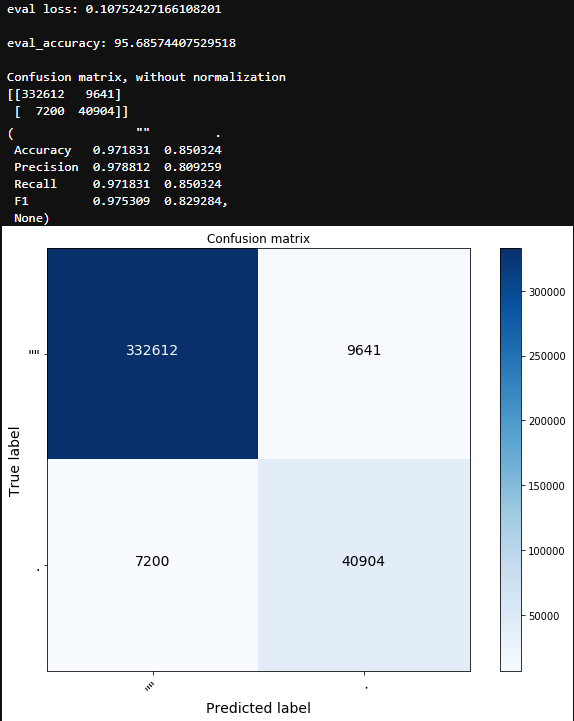 eval loss: 0.10752427166108201
eval_accuracy: 95.68574407529518
Confusion matrix, without normalization
[[332612   9641]
 [  7200  40904]]
(                 ""         .
 Accuracy   0.971831  0.850324
 Precision  0.978812  0.809259
 Recall     0.971831  0.850324
 F1         0.975309  0.829284,
 None)
Confusion matrix
332612 9641
7200 40904
""
.
True label
""
.
Predicted label
300000
250000
200000
150000
100000
50000